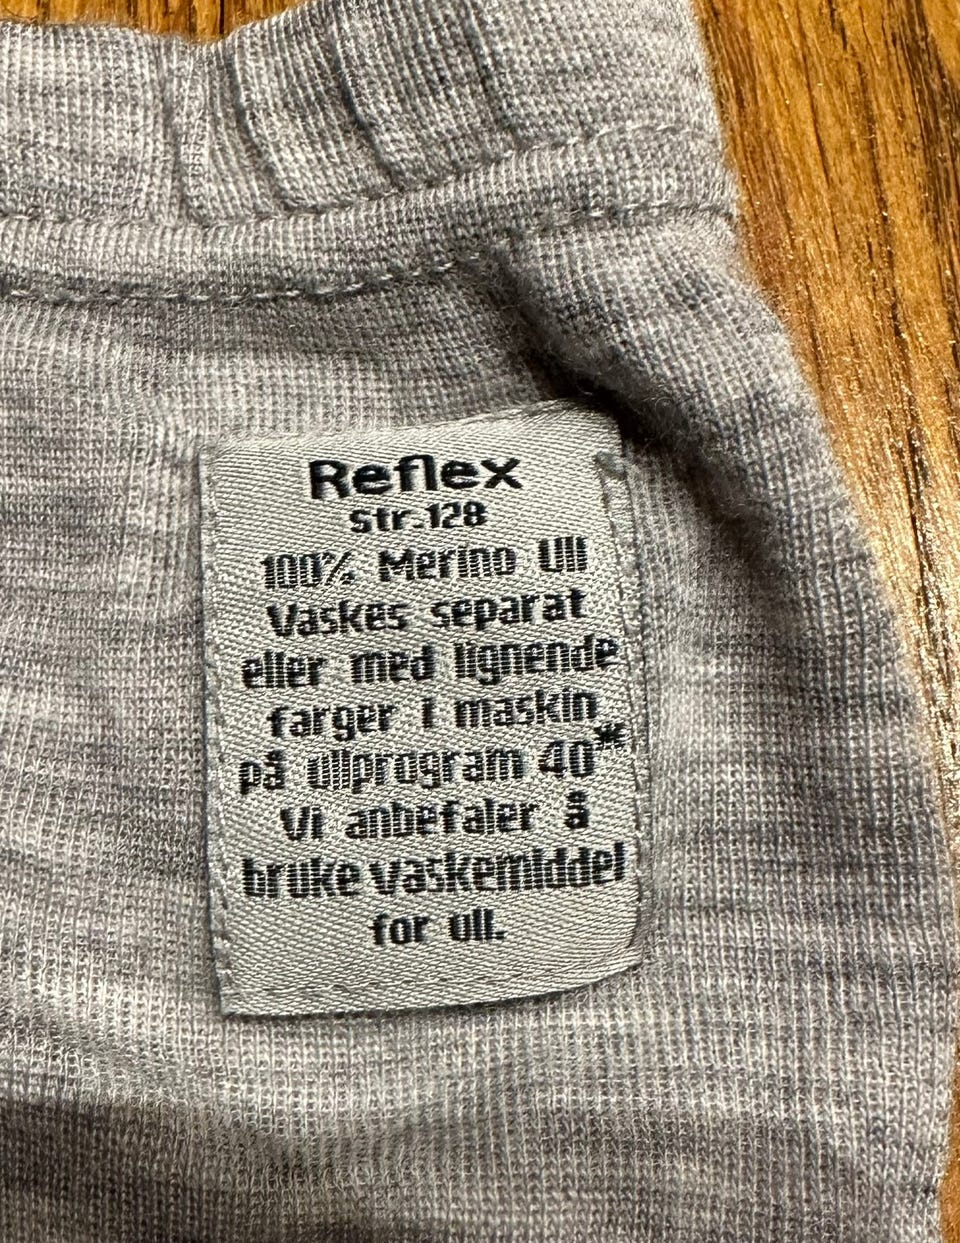 Reflex
str.128
100% Merino Ull
Vaskes separat
eller med lignende
farger i maskin
på ullprogram 40*
Vi anbefaler å
bruke vaskemiddel
for ull.